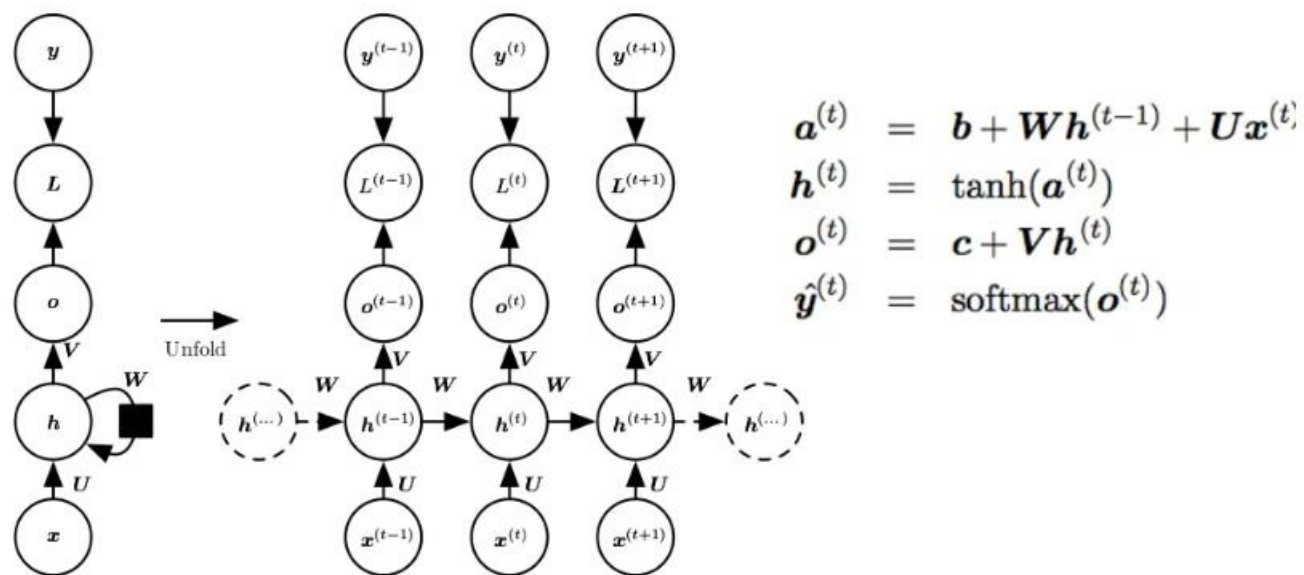 y y^{(t-1)} y^{(t)} y^{(t+1)}
L L^{(t-1)} L^{(t)} L^{(t+1)}
o o^{(t-1)} o^{(t)} o^{(t+1)}
Unfold
V V V V
W W W W W
h h^{(...)} h^{(t-1)} h^{(t)} h^{(t+1)} h^{(...)}
U U U U
x x^{(t-1)} x^{(t)} x^{(t+1)}
a^{(t)} = b + Wh^{(t-1)} + Ux^{(t)}
h^{(t)} = tanh(a^{(t)})
o^{(t)} = c + Vh^{(t)}
ŷ^{(t)} = softmax(o^{(t)})